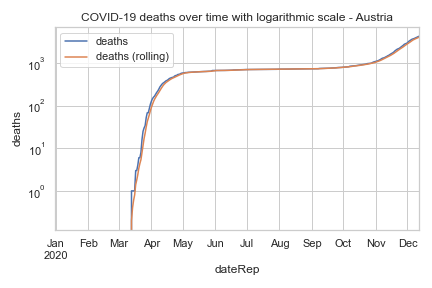 COVID-19 deaths over time with logarithmic scale - Austria
deaths
deaths (rolling)
10³
10²
10¹
10⁰
deaths
Jan Feb Mar Apr May Jun Jul Aug Sep Oct Nov Dec
2020
dateRep